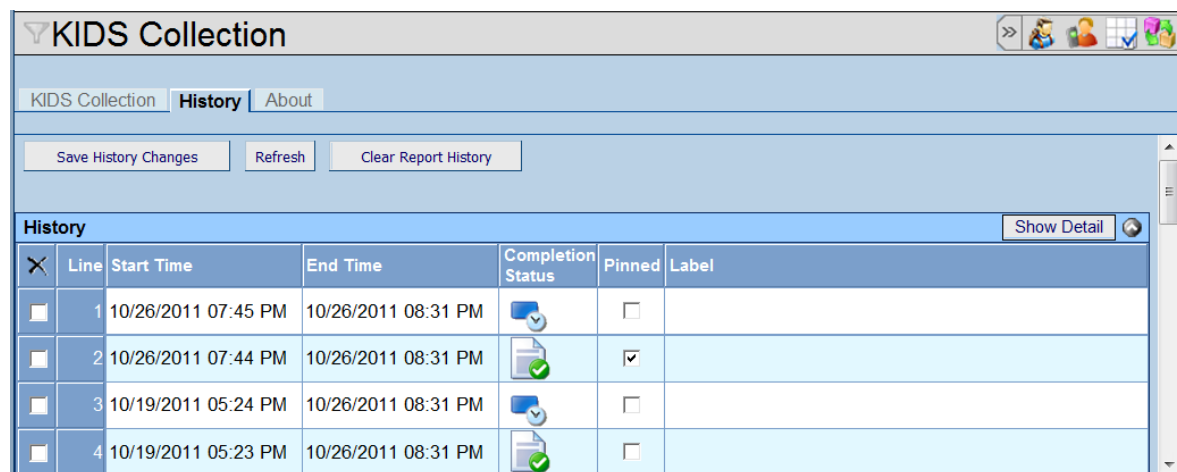 KIDS Collection
KIDS Collection History About
Save History Changes Refresh Clear Report History
History Show Detail
Line Start Time End Time Completion Status Pinned Label
1 10/26/2011 07:45 PM 10/26/2011 08:31 PM
2 10/26/2011 07:44 PM 10/26/2011 08:31 PM
3 10/19/2011 05:24 PM 10/26/2011 08:31 PM
4 10/19/2011 05:23 PM 10/26/2011 08:31 PM